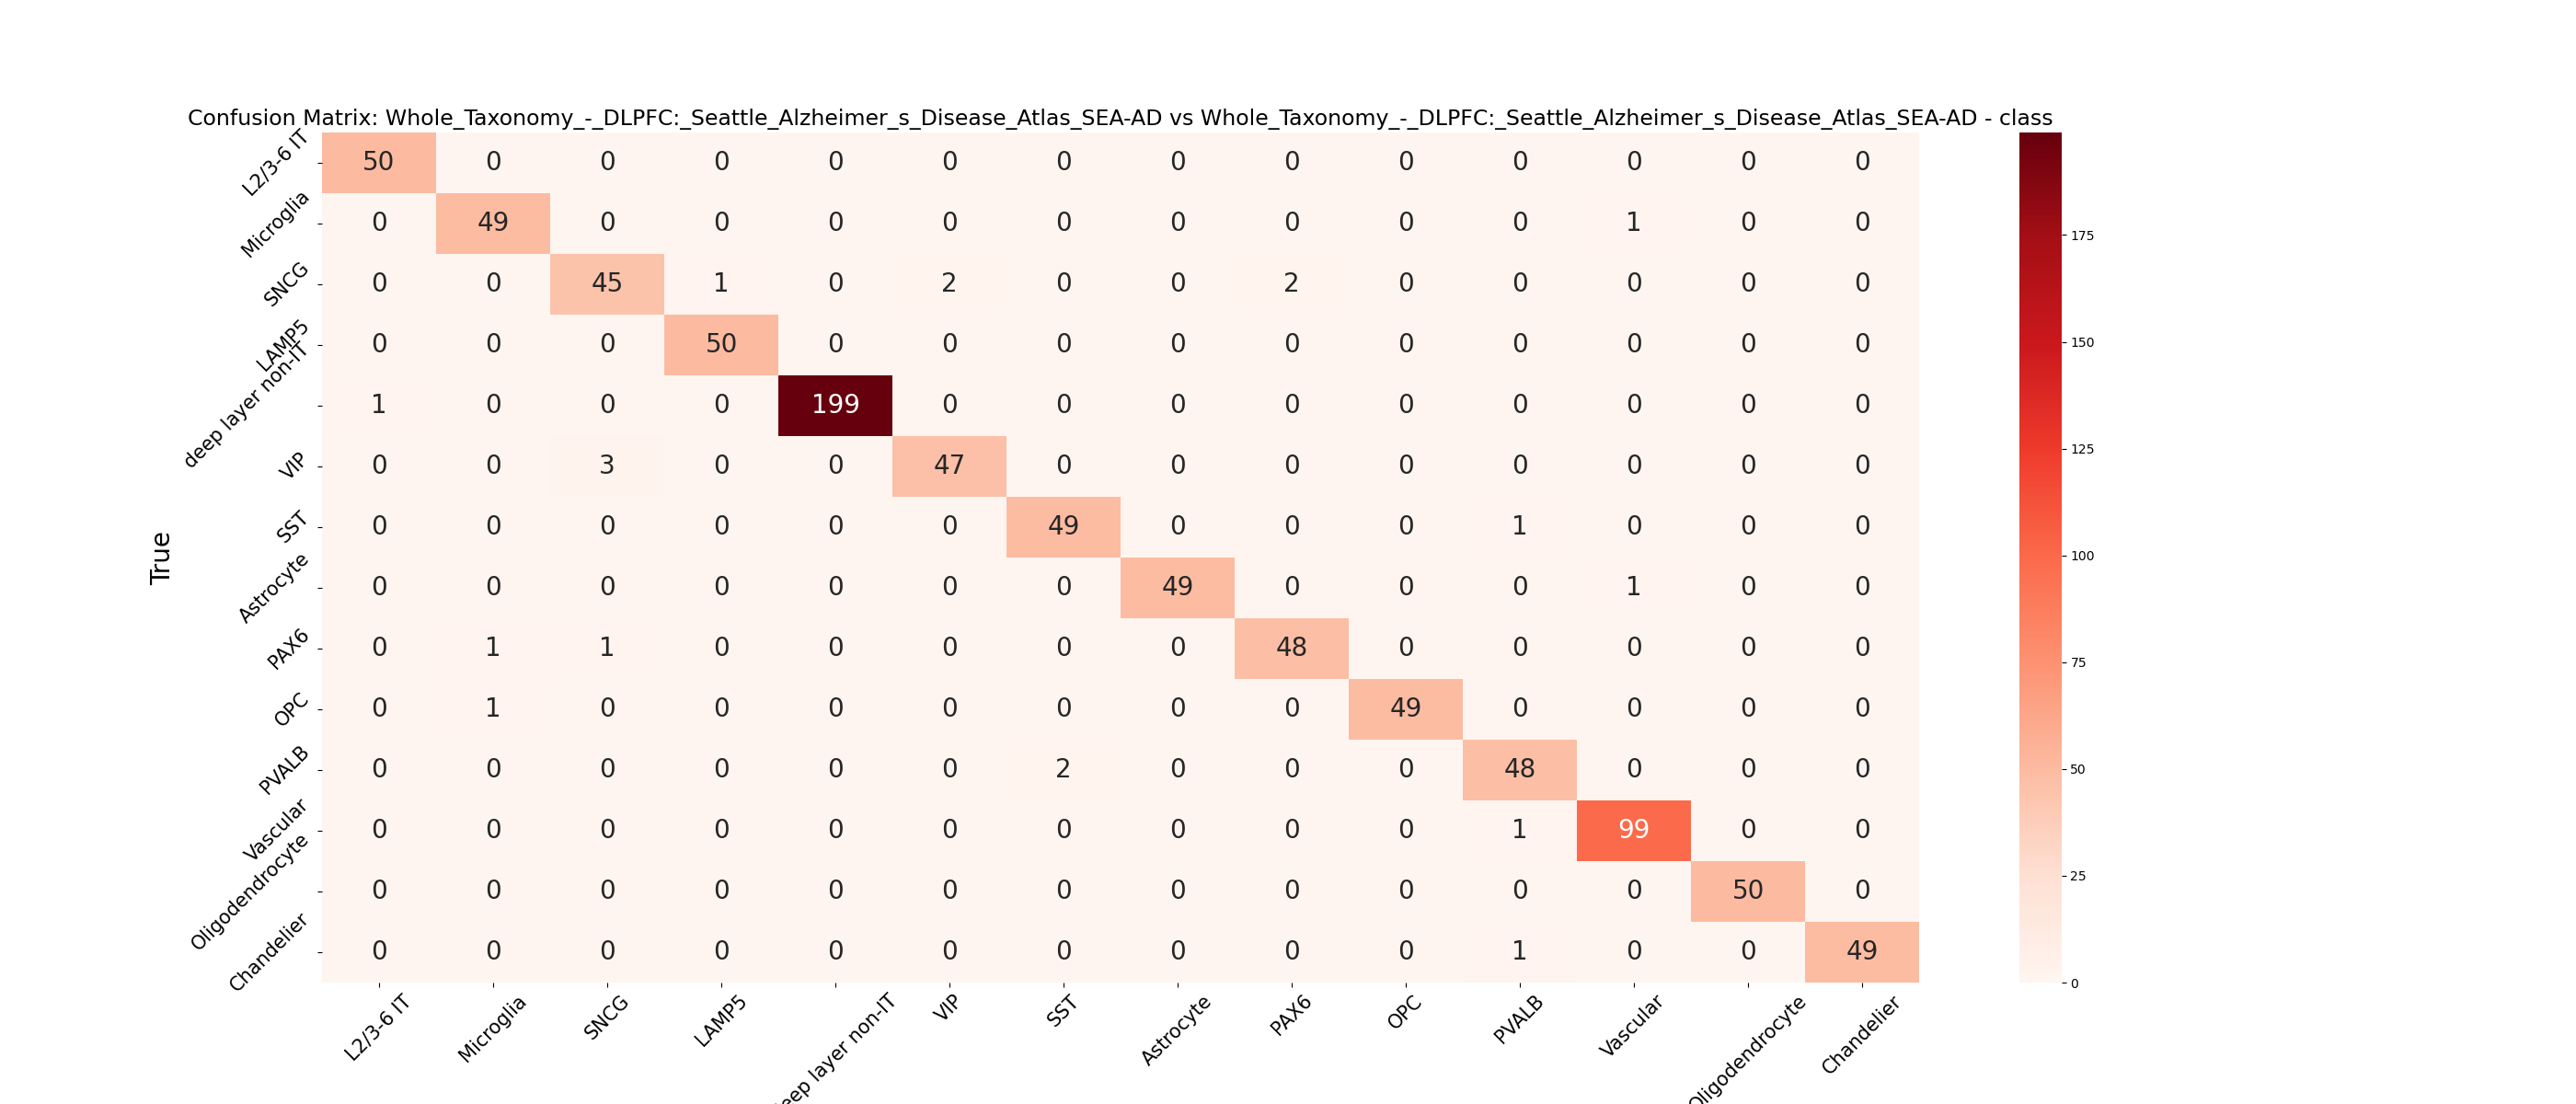 Confusion Matrix: Whole_Taxonomy_-_DLPFC:_Seattle_Alzheimer_s_Disease_Atlas_SEA-AD vs Whole_Taxonomy_-_DLPFC:_Seattle_Alzheimer_s_Disease_Atlas_SEA-AD - class
True
L2/3-6 IT 50 0 0 0 0 0 0 0 0 0 0 0 0 0
Microglia 0 49 0 0 0 0 0 0 0 0 0 1 0 0
SNCG 0 0 45 1 0 2 0 0 2 0 0 0 0 0
LAMP5 0 0 0 50 0 0 0 0 0 0 0 0 0 0
deep layer non-IT 1 0 0 0 199 0 0 0 0 0 0 0 0 0
VIP 0 0 3 0 0 47 0 0 0 0 0 0 0 0
SST 0 0 0 0 0 0 49 0 0 0 1 0 0 0
Astrocyte 0 0 0 0 0 0 0 49 0 0 0 1 0 0
PAX6 0 1 1 0 0 0 0 0 48 0 0 0 0 0
OPC 0 1 0 0 0 0 0 0 0 49 0 0 0 0
PVALB 0 0 0 0 0 0 2 0 0 0 48 0 0 0
Vascular 0 0 0 0 0 0 0 0 0 0 1 99 0 0
Oligodendrocyte 0 0 0 0 0 0 0 0 0 0 0 0 50 0
Chandelier 0 0 0 0 0 0 0 0 0 0 1 0 0 49
L2/3-6 IT
Microglia
SNCG
LAMP5
eep layer non-IT
VIP
SST
Astrocyte
PAX6
OPC
PVALB
Vascular
Oligodendrocyte
Chandelier
175
150
125
100
75
50
25
0